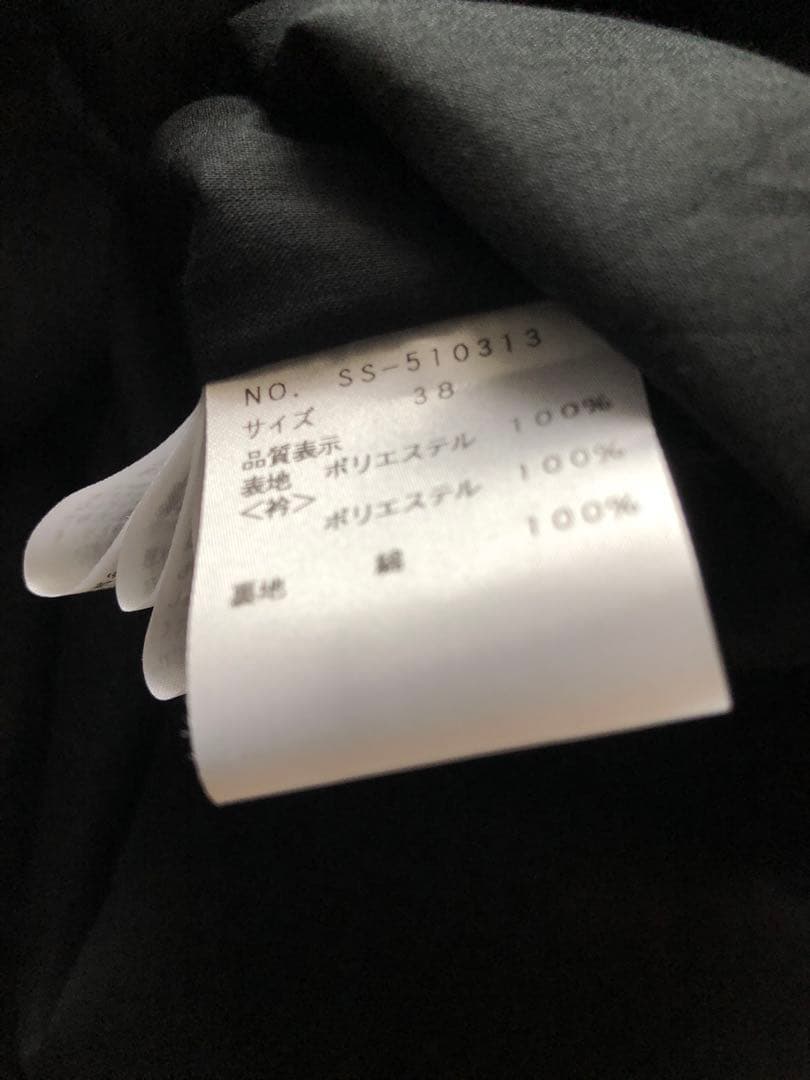 NO. SS-510313
サイズ 38
品質表示
表地 ポリエステル 100%
<衿>
ポリエステル 100%
裏地 綿 100%